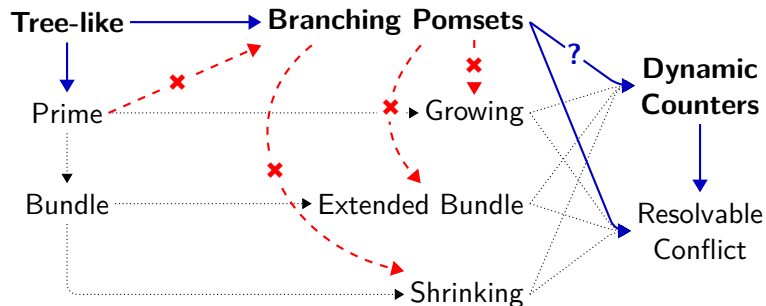 Tree-like
Branching Pomsets
?
Dynamic
Counters
Prime
Growing
Bundle
Extended Bundle
Resolvable
Conflict
Shrinking